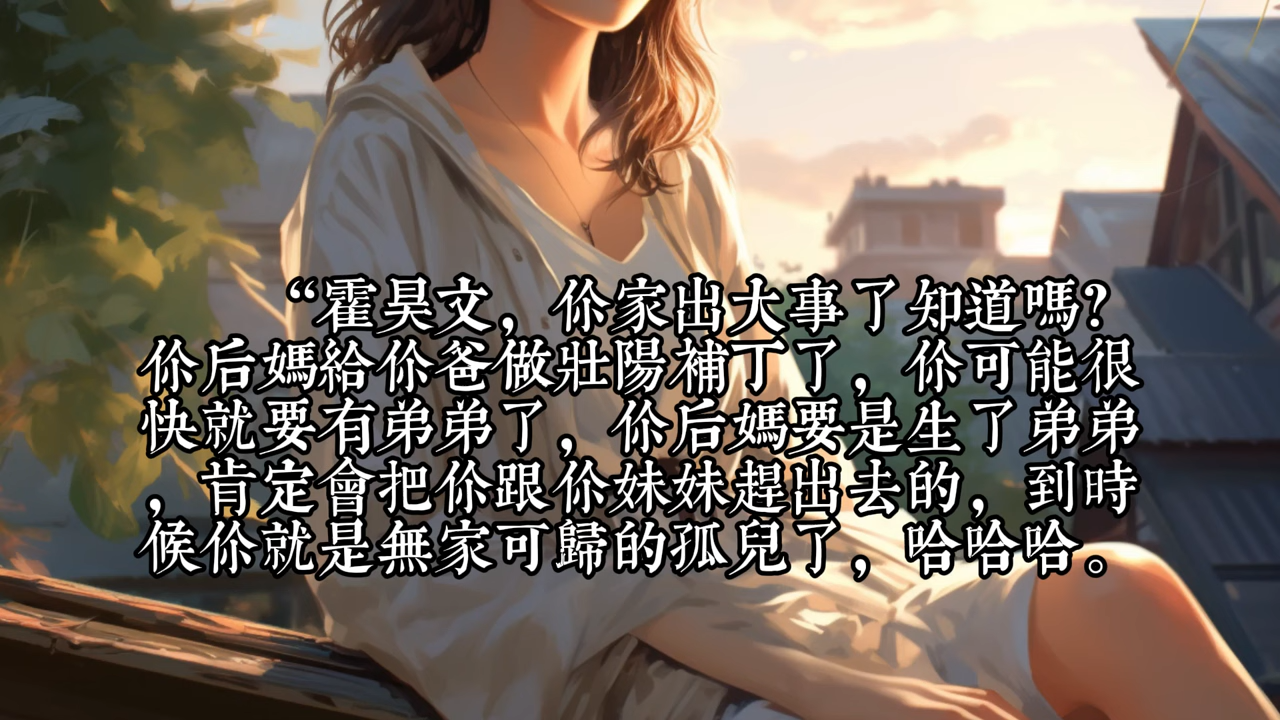 “霍昊文，你家出大事了知道嗎？
你后媽給你爸做壯陽補丁了，你可能很
快就要有弟弟了，你后媽要是生了弟弟
，肯定會把你跟你妹妹趕出去的，到時
候你就是無家可歸的孤兒了，哈哈哈。